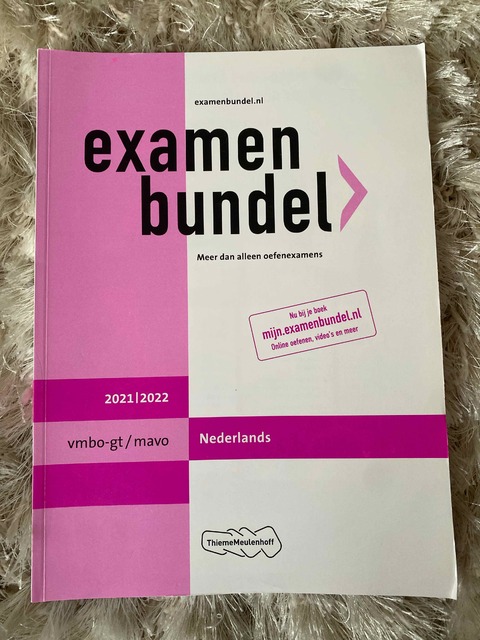 examenbundel.nl
examen
bundel
Meer dan alleen oefenexamens
Nu bij je boek
mijn.examenbundel.nl
Online oefenen, video's en meer
2021|2022
vmbo-gt/mavo
Nederlands
ThiemeMeulenhoff